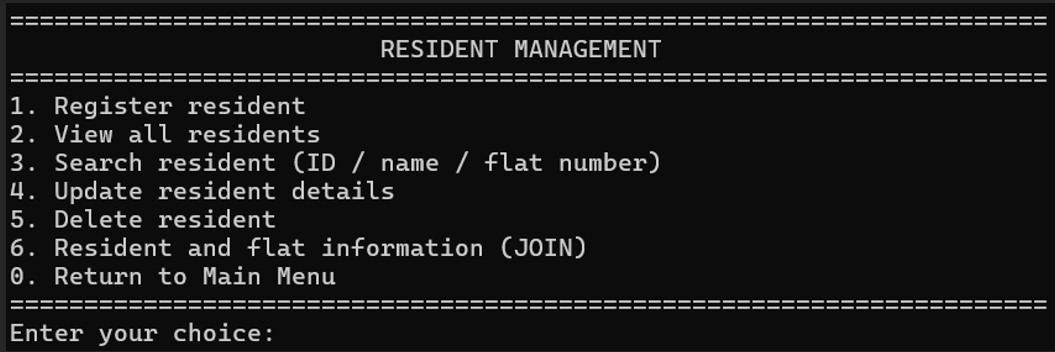 ======================================================================
RESIDENT MANAGEMENT
======================================================================
1. Register resident
2. View all residents
3. Search resident (ID / name / flat number)
4. Update resident details
5. Delete resident
6. Resident and flat information (JOIN)
0. Return to Main Menu
======================================================================
Enter your choice: